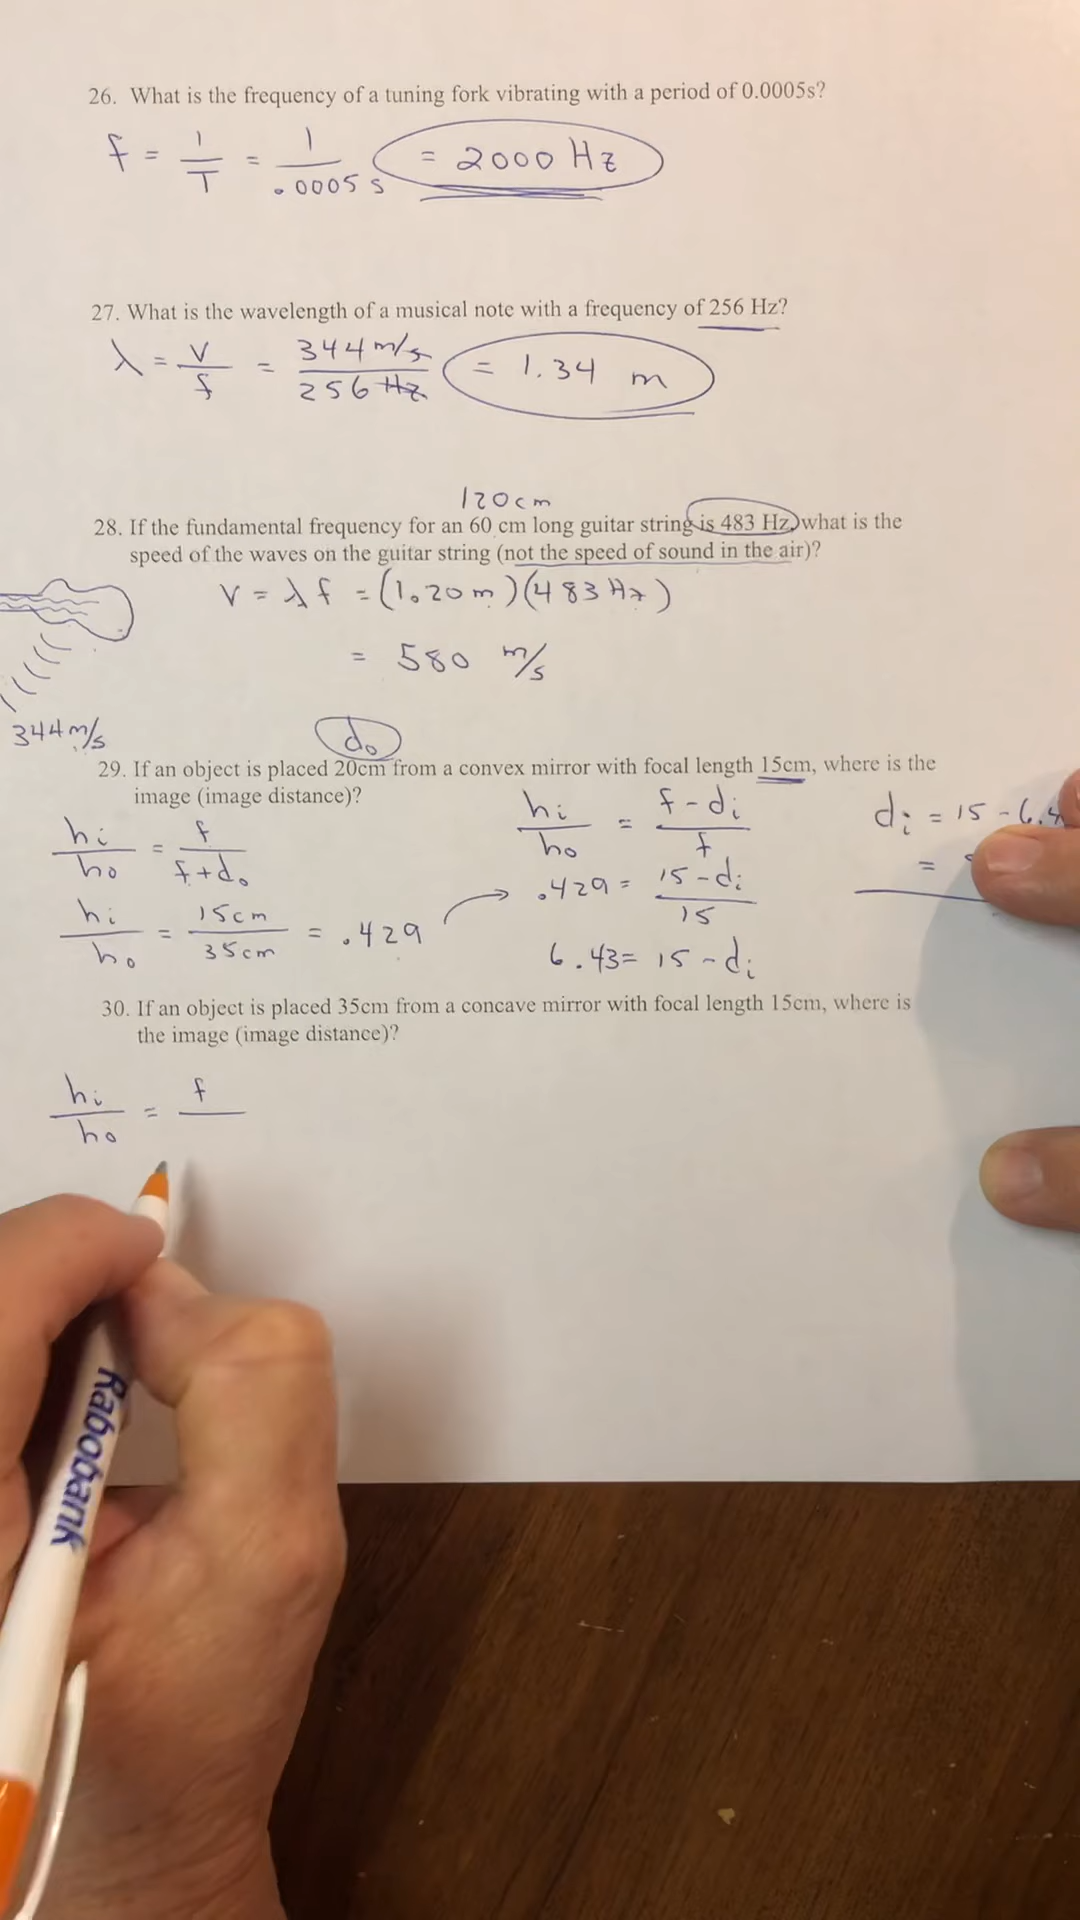 26. What is the frequency of a tuning fork vibrating with a period of 0.0005s?
f = 1/T = 1/.0005 s = 2000 Hz
27. What is the wavelength of a musical note with a frequency of 256 Hz?
λ = v/f = 344 m/s / 256 Hz = 1.34 m
120cm
28. If the fundamental frequency for an 60 cm long guitar string is 483 Hz, what is the
speed of the waves on the guitar string (not the speed of sound in the air)?
v = λ f = (1.20 m)(483 Hz)
= 580 m/s
344 m/s
do
29. If an object is placed 20cm from a convex mirror with focal length 15cm, where is the
image (image distance)?
hi/ho = f/f+do
hi/ho = 15cm/35cm = .429
hi/ho = f-di/f
.429 = 15-di/15
6.43= 15-di
di = 15-6.4
=
30. If an object is placed 35cm from a concave mirror with focal length 15cm, where is
the image (image distance)?
hi/ho = f
Rabobank